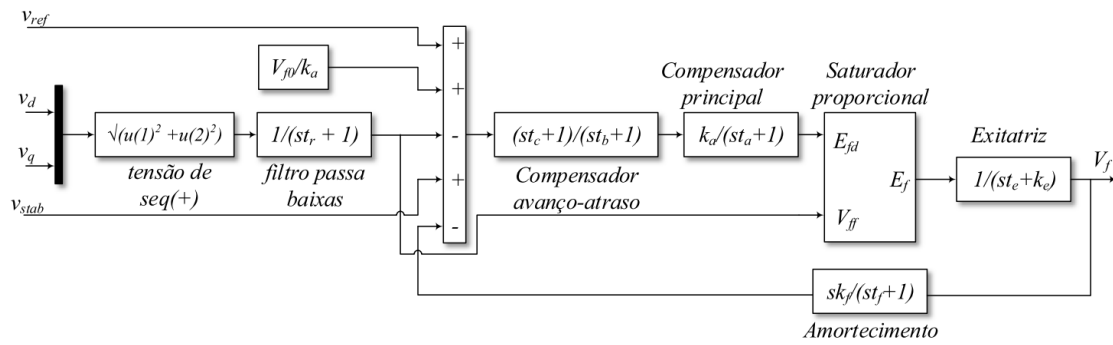 v_ref
+
V_f0/k_a
Compensador
principal
Saturador
proporcional
v_d
+
√(u(1)² +u(2)²)
1/(st_r + 1)
-
(st_c+1)/(st_b+1)
k_a/(st_a+1)
E_fd
Exitatriz
V_f
v_q
tensão de
seq(+)
filtro passa
baixas
+
Compensador
avanço-atraso
E_f
1/(st_e+k_e)
v_stab
-
V_ff
sk_f/(st_f+1)
Amortecimento